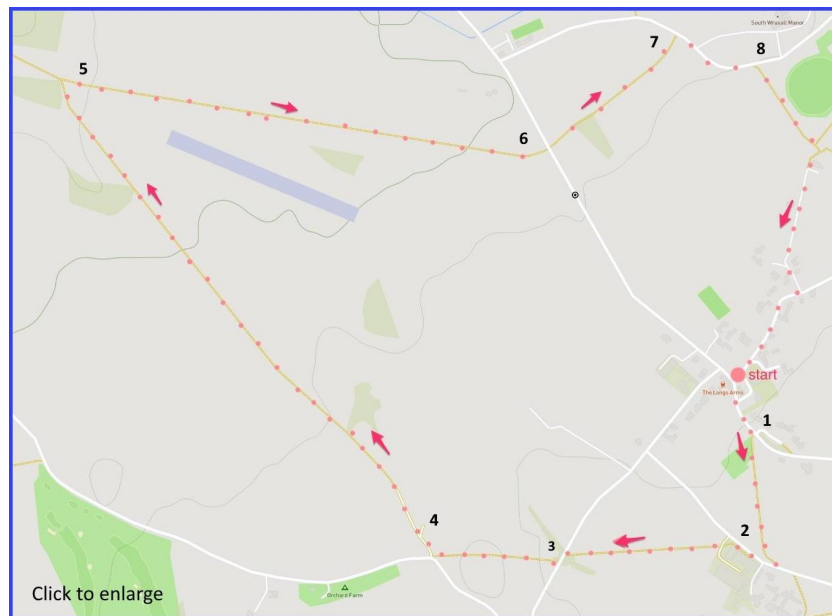 South Wraxall Manor
7
8
5
6
start
The Longs Arms
1
2
3
4
Orchard Farm
Click to enlarge